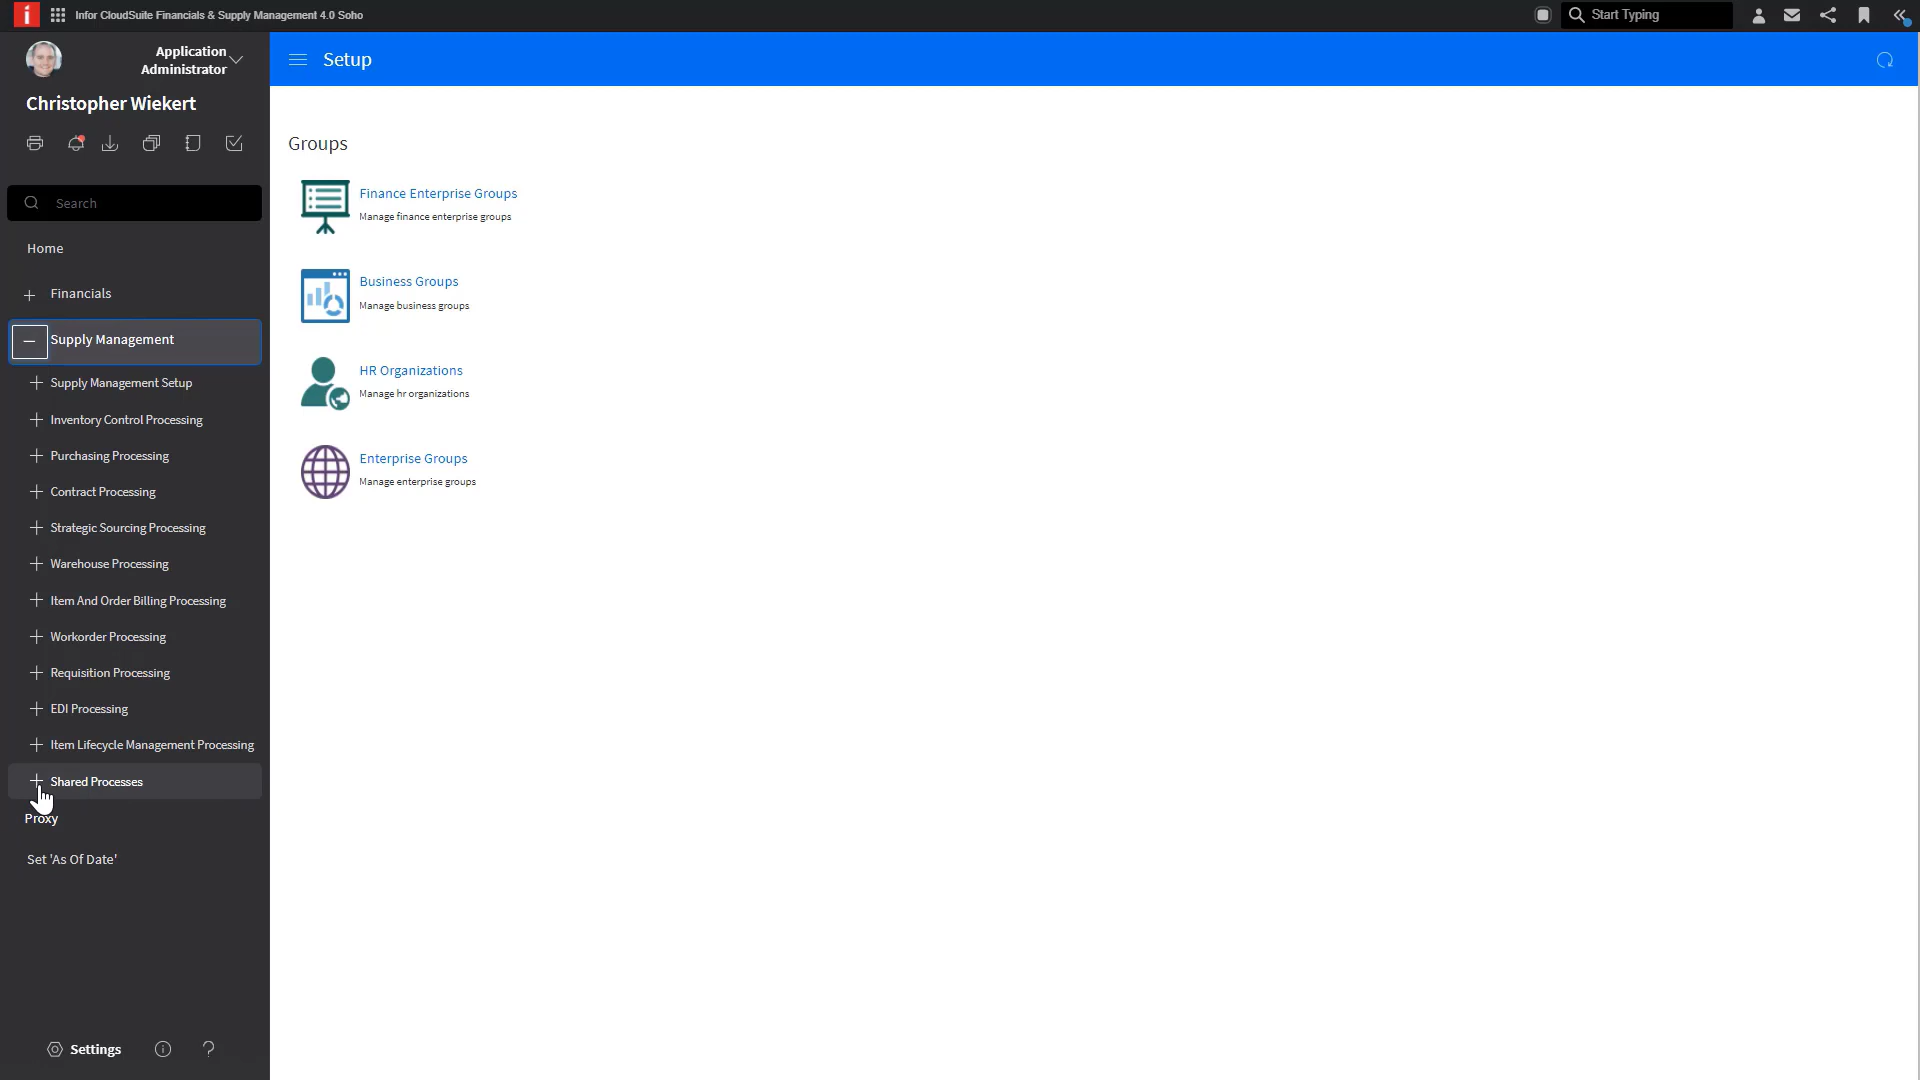 Infor CloudSuite Financials & Supply Management 4.0 Soho
Start Typing
Application
Administrator
Christopher Wiekert
Search
Home
Financials
Supply Management
Supply Management Setup
Inventory Control Processing
Purchasing Processing
Contract Processing
Strategic Sourcing Processing
Warehouse Processing
Item And Order Billing Processing
Workorder Processing
Requisition Processing
EDI Processing
Item Lifecycle Management Processing
Shared Processes
Proxy
Set 'As Of Date'
Settings
Setup
Groups
Finance Enterprise Groups
Manage finance enterprise groups
Business Groups
Manage business groups
HR Organizations
Manage hr organizations
Enterprise Groups
Manage enterprise groups